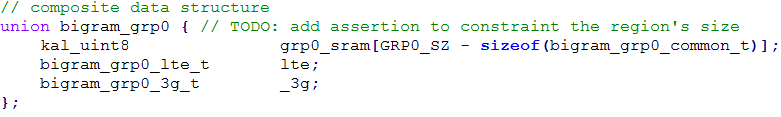 // composite data structure
union bigram_grp0 { // TODO: add assertion to constraint the region's size
    kal_uint8               grp0_sram[GRP0_SZ - sizeof(bigram_grp0_common_t)];
    bigram_grp0_lte_t       lte;
    bigram_grp0_3g_t        _3g;
};